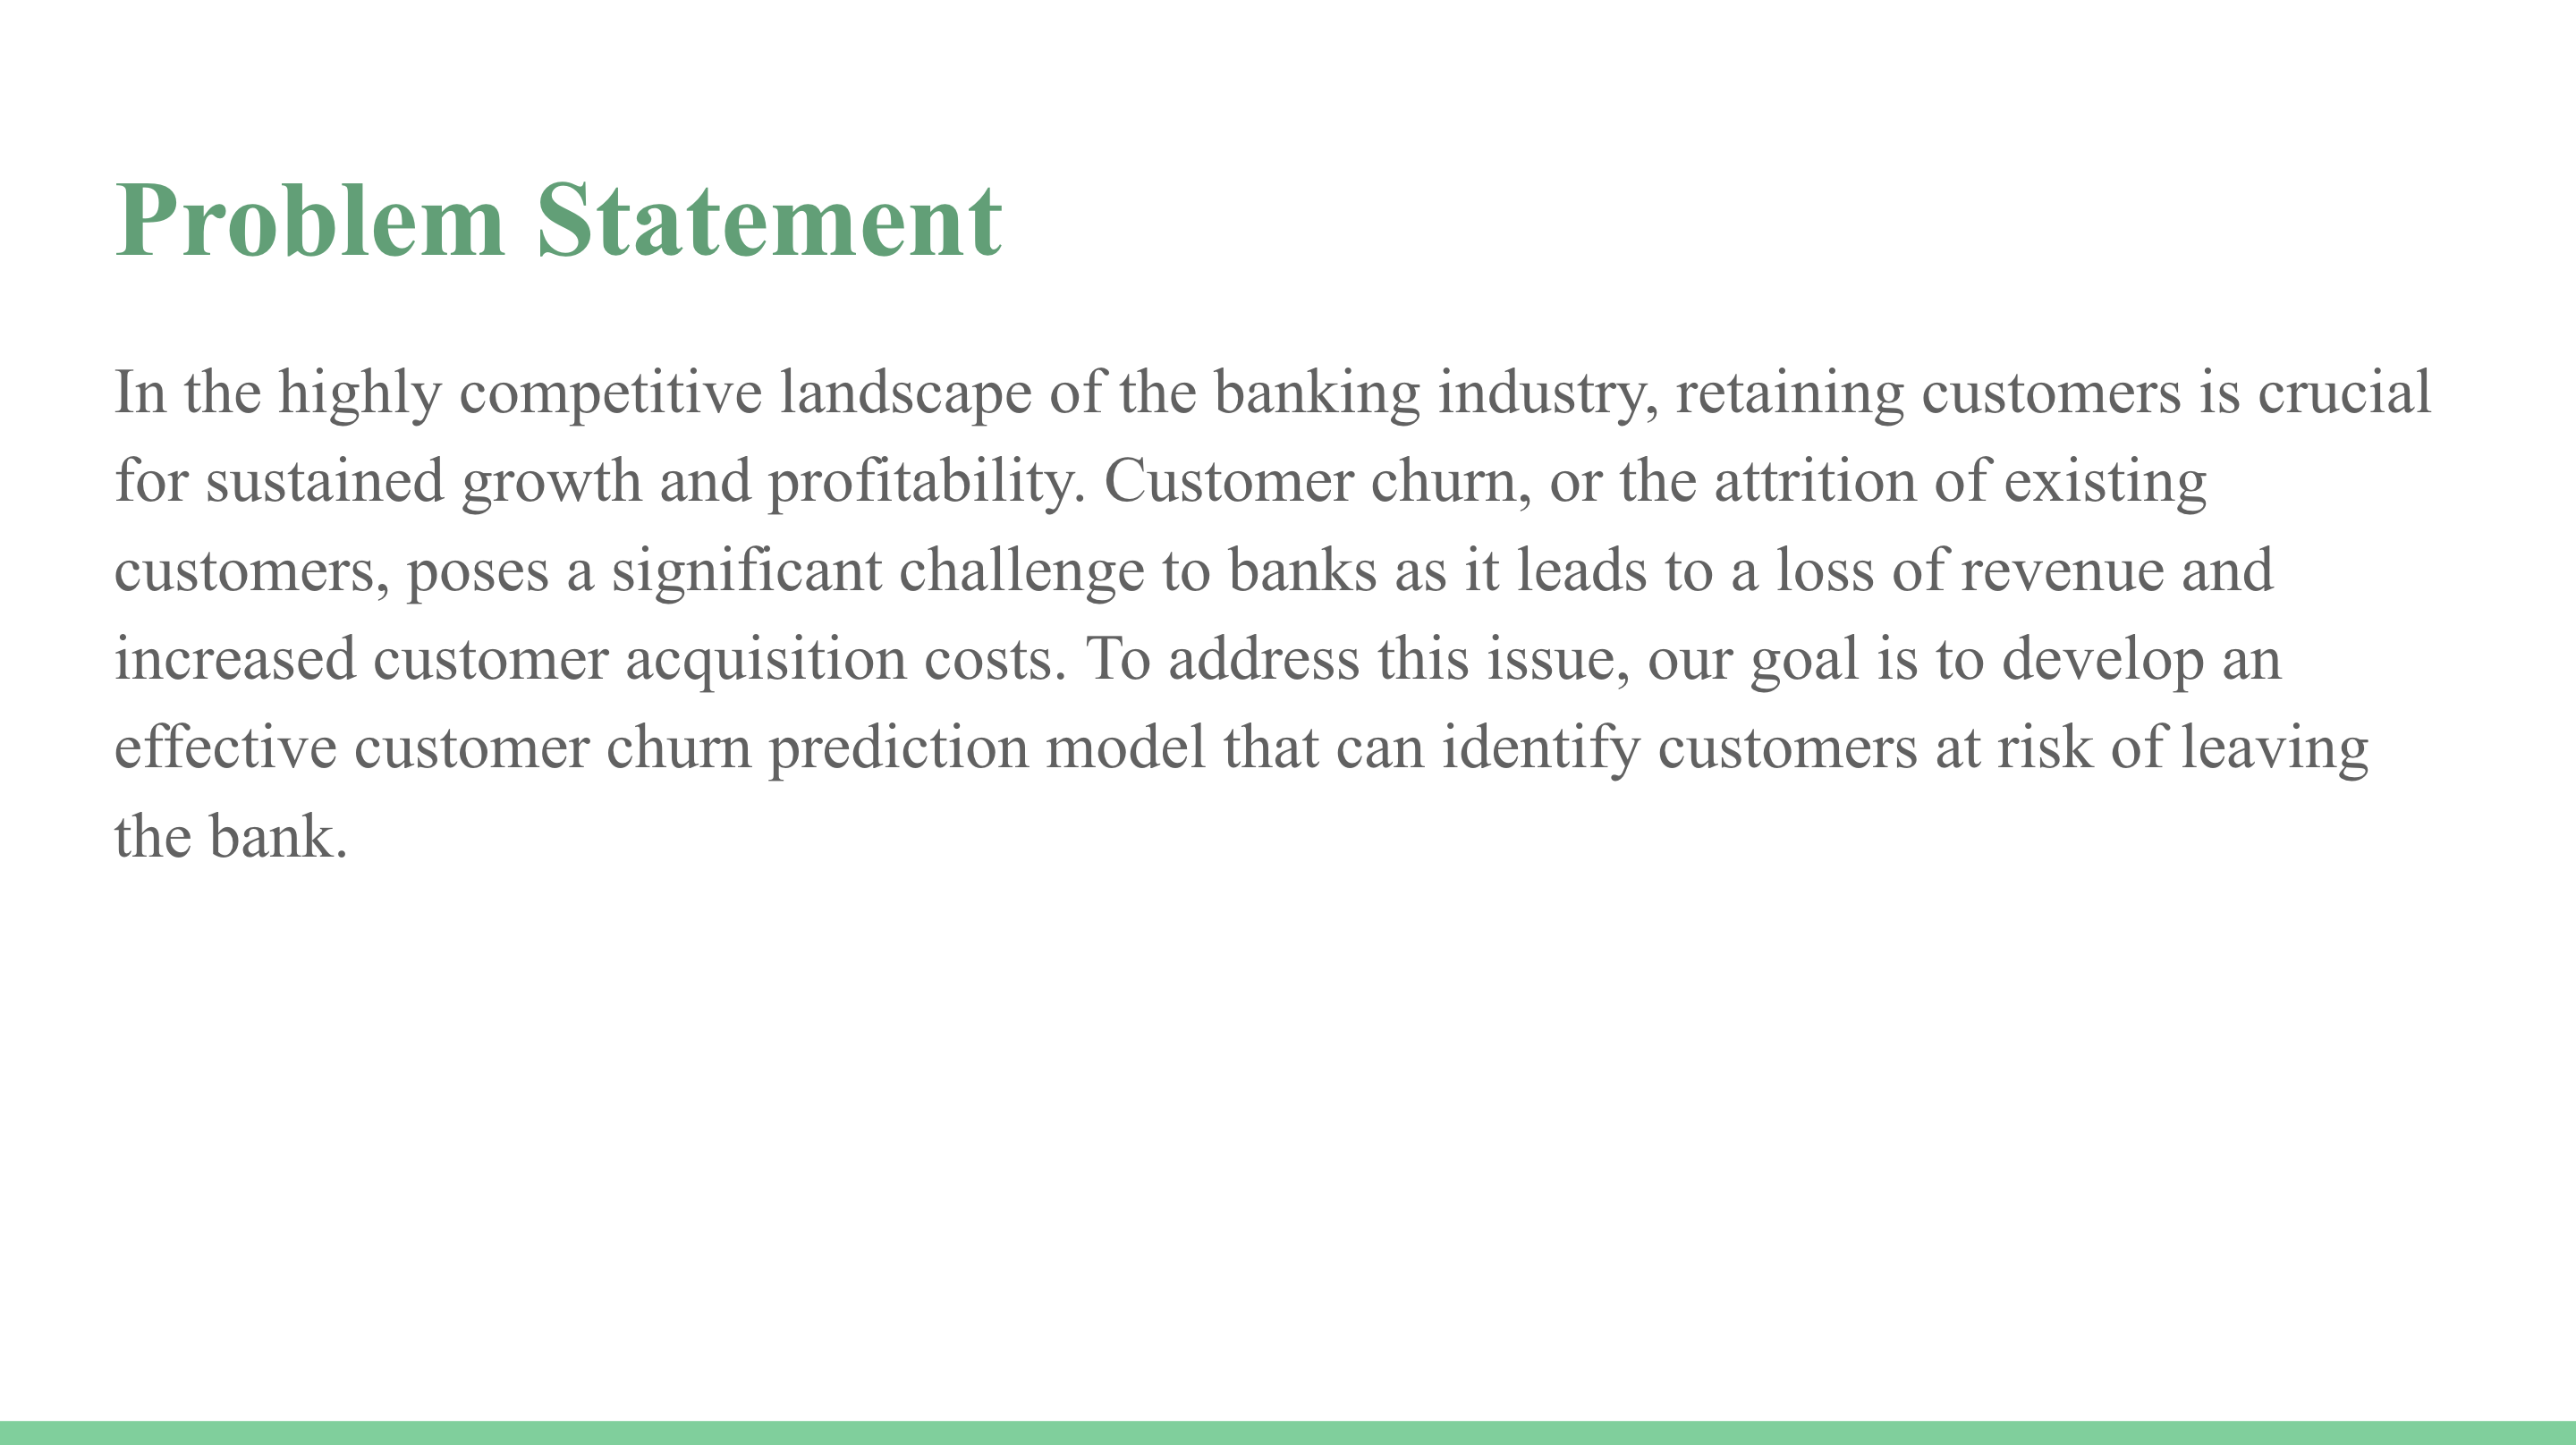 Problem Statement
In the highly competitive landscape of the banking industry, retaining customers is crucial
for sustained growth and profitability. Customer churn, or the attrition of existing
customers, poses a significant challenge to banks as it leads to a loss of revenue and
increased customer acquisition costs. To address this issue, our goal is to develop an
effective customer churn prediction model that can identify customers at risk of leaving
the bank.